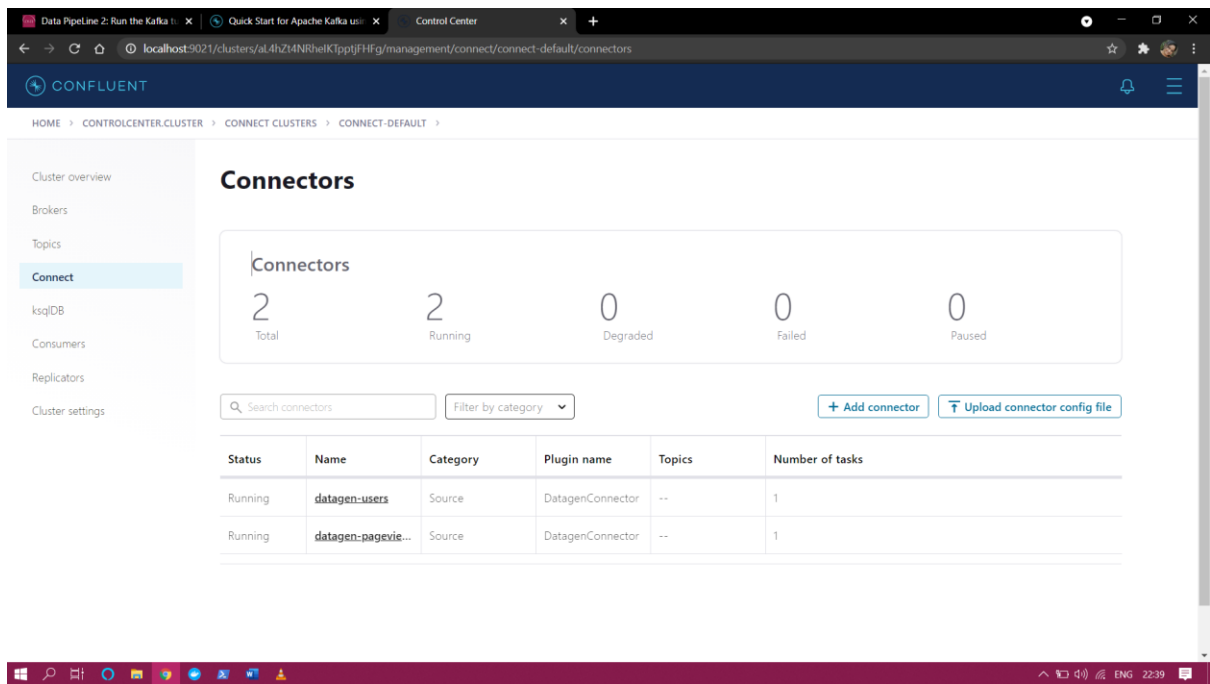 Data PipeLine 2: Run the Kafka tu
Quick Start for Apache Kafka usin
Control Center
localhost:9021/clusters/aL4hZt4NRhelKTpptjFHFg/management/connect/connect-default/connectors
CONFLUENT
HOME > CONTROLCENTER.CLUSTER > CONNECT CLUSTERS > CONNECT-DEFAULT >
Cluster overview
Brokers
Topics
Connect
ksqlDB
Consumers
Replicators
Cluster settings
Connectors
Connectors
2 2 0 0 0
Total Running Degraded Failed Paused
Search connectors Filter by category + Add connector Upload connector config file
Status Name Category Plugin name Topics Number of tasks
Running datagen-users Source DatagenConnector -- 1
Running datagen-pagevie... Source DatagenConnector -- 1
ENG 22:39